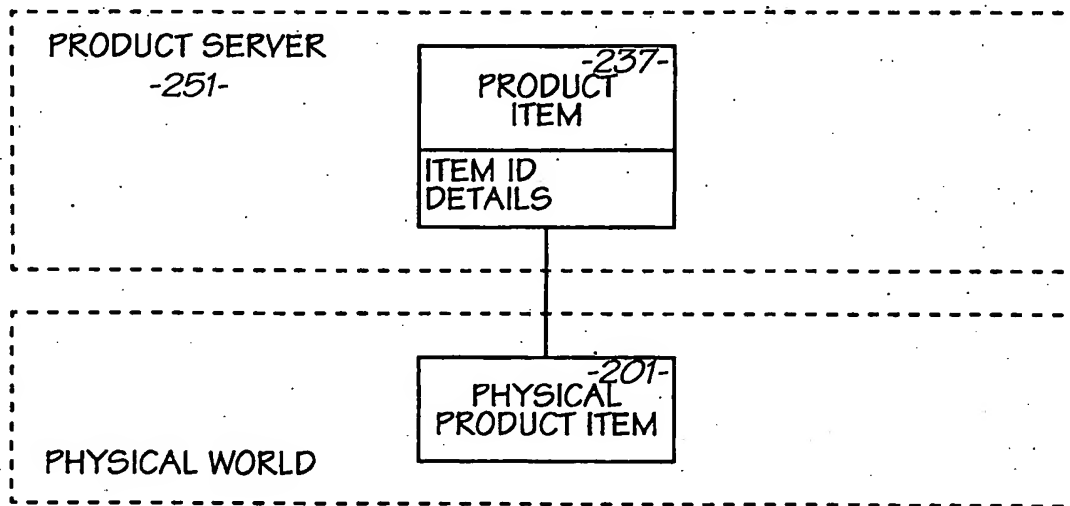 PRODUCT SERVER
-251-
-237-
PRODUCT
ITEM
ITEM ID
DETAILS
-201-
PHYSICAL
PRODUCT ITEM
PHYSICAL WORLD